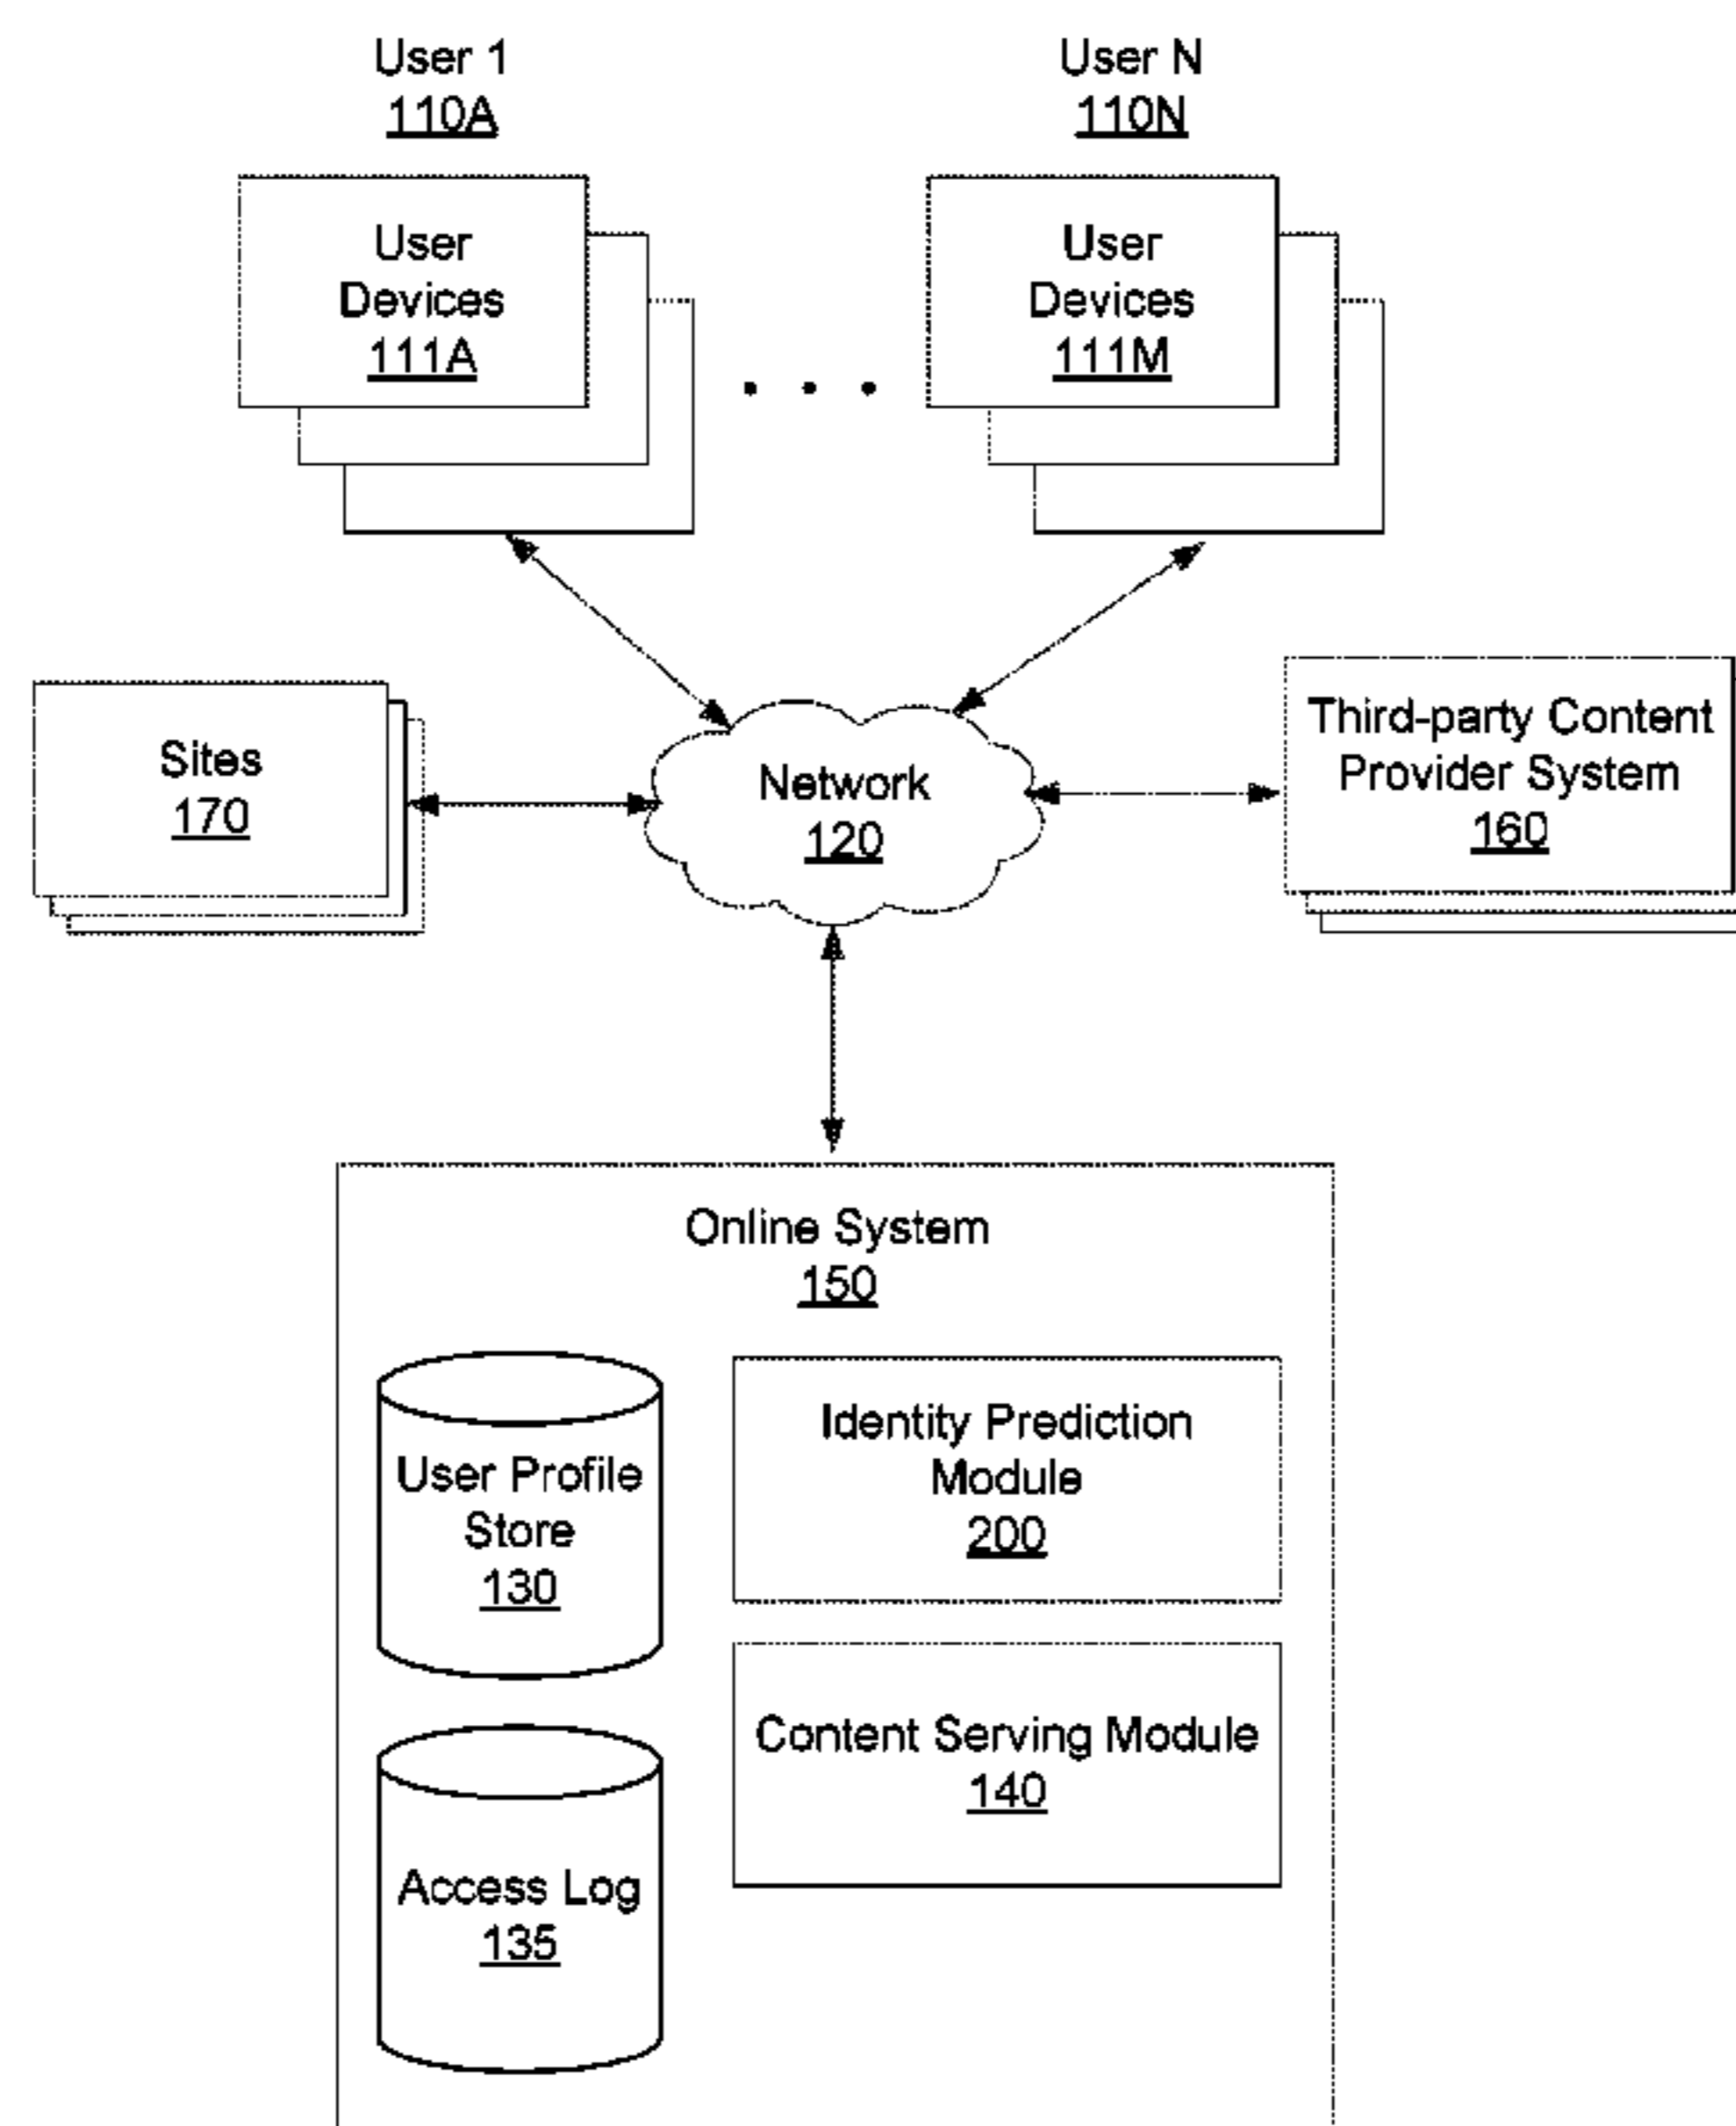 User 1
110A
User N
110N
User
Devices
111A
User
Devices
111M
. . .
Sites
170
Network
120
Third-party Content
Provider System
160
Online System
150
User Profile
Store
130
Identity Prediction
Module
200
Content Serving Module
140
Access Log
135